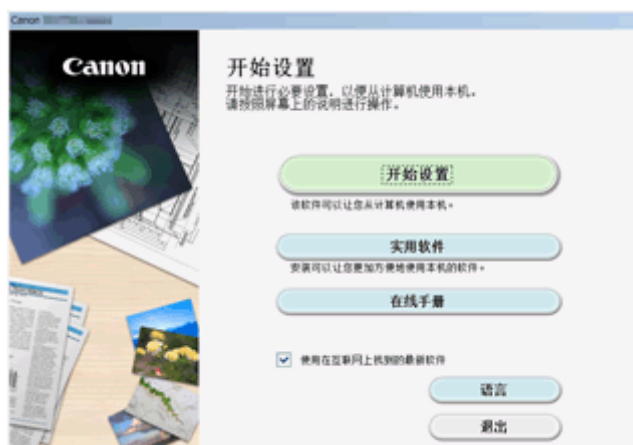 Canon
Canon
开始设置
开始进行必要设置，以便从计算机使用本机。
请按照屏幕上的说明进行操作。
开始设置
该软件可以让您从计算机使用本机。
实用软件
安装可以让您更加方便地使用本机的软件。
在线手册
使用在互联网上找到的最新软件
语言
退出